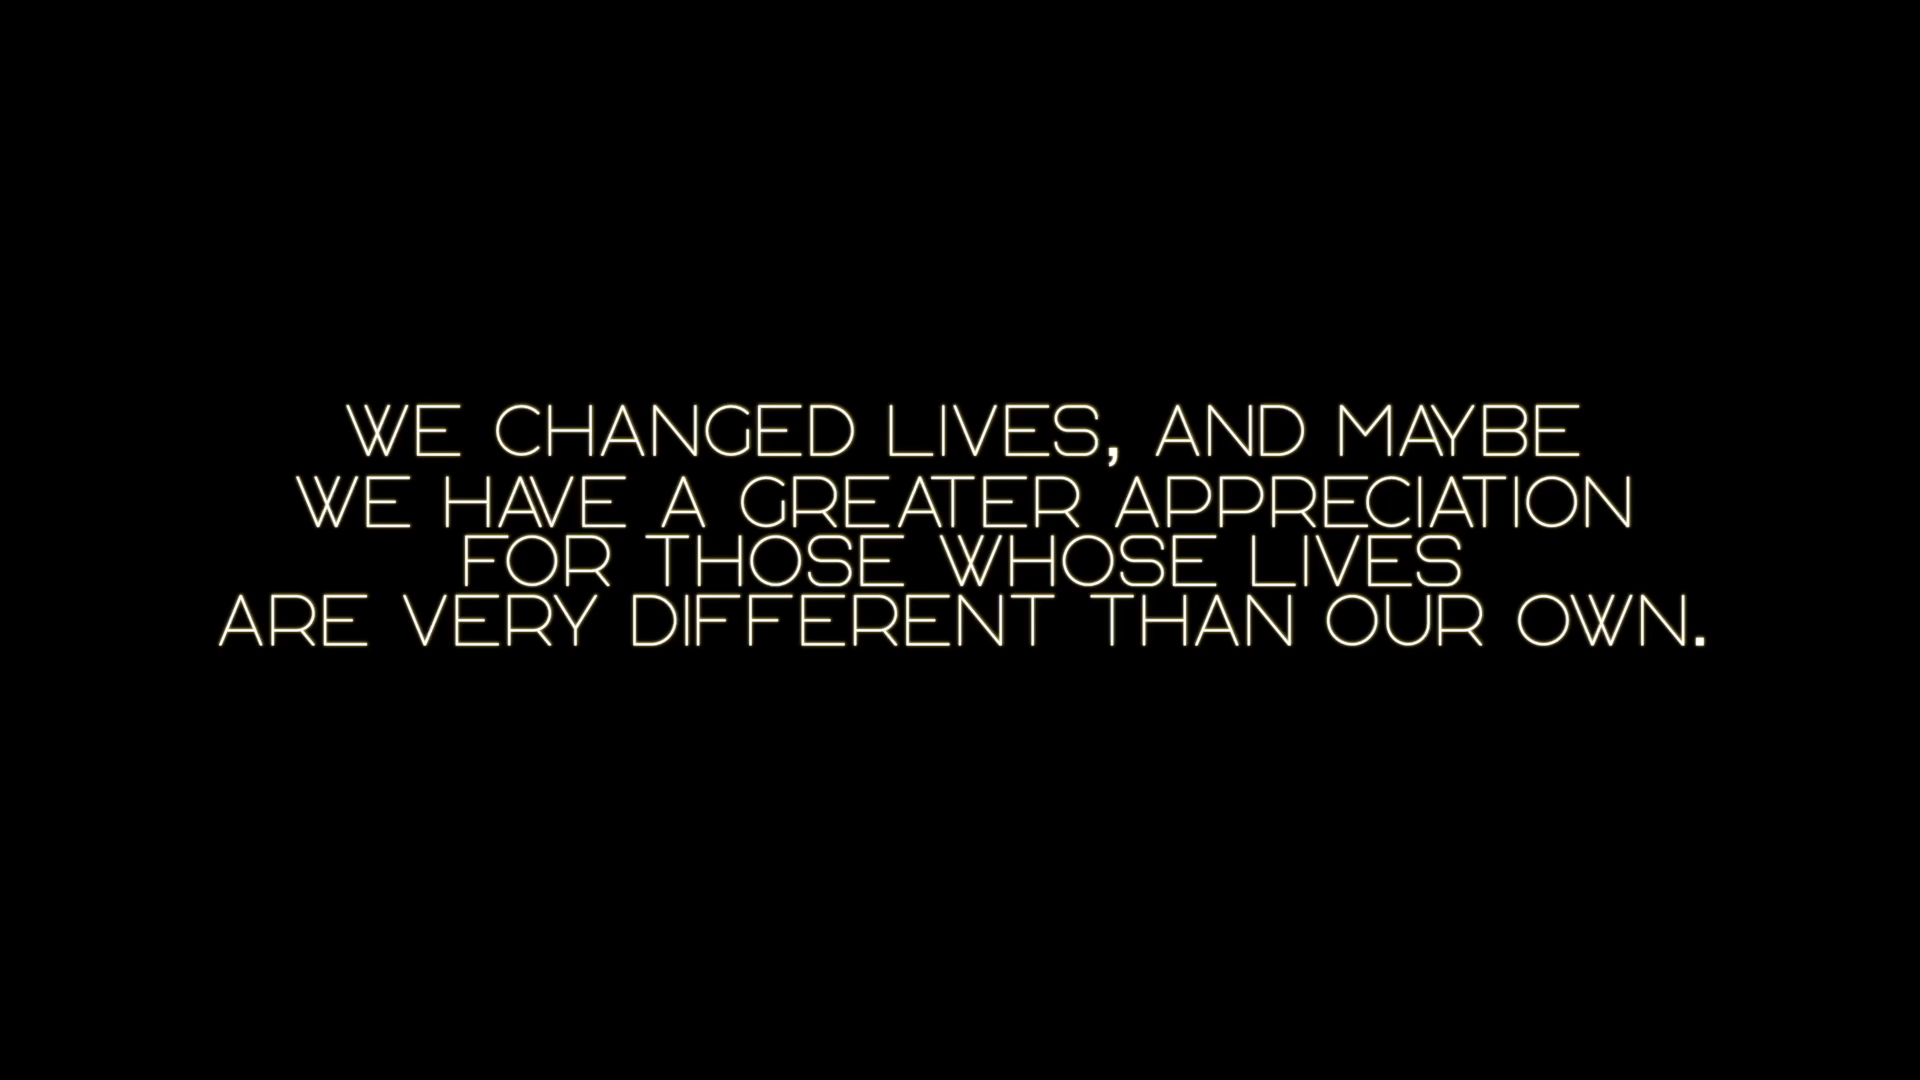 WE CHANGED LIVES, AND MAYBE
WE HAVE A GREATER APPRECIATION
FOR THOSE WHOSE LIVES
ARE VERY DIFFERENT THAN OUR OWN.